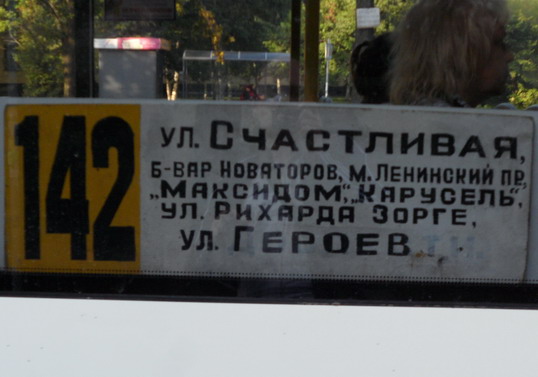 142
ул. Счастливая,
б-вар Новаторов, м. Ленинский пр,
„Максидом“, „Карусель“,
ул. Рихарда Зорге,
ул. Героев